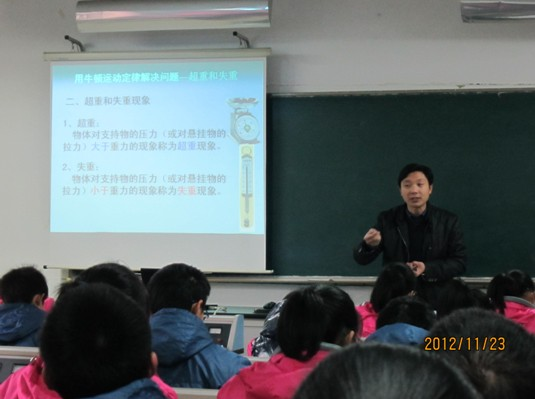 用牛顿运动定律解决问题—超重和失重
二、超重和失重现象
1、超重：
物体对支持物的压力（或对悬挂物的
拉力）大于重力的现象称为超重现象。
2、失重：
物体对支持物的压力（或对悬挂物的
拉力）小于重力的现象称为失重现象。
2012/11/23